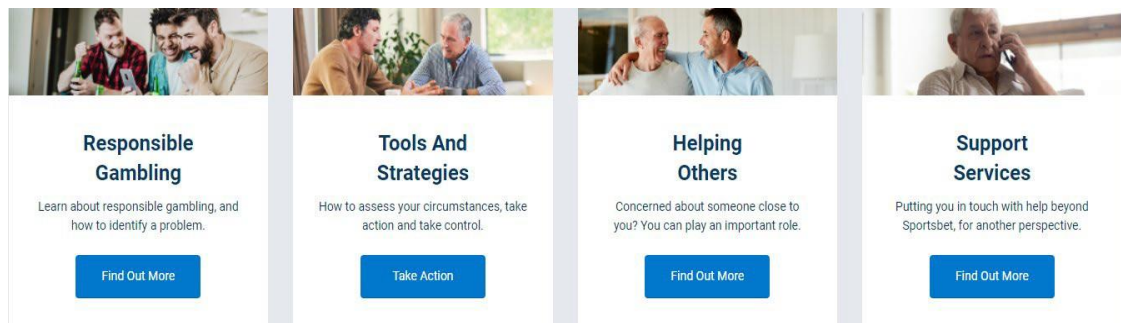 Responsible
Gambling
Learn about responsible gambling, and
how to identify a problem.
Find Out More
Tools And
Strategies
How to assess your circumstances, take
action and take control.
Take Action
Helping
Others
Concerned about someone close to
you? You can play an important role.
Find Out More
Support
Services
Putting you in touch with help beyond
Sportsbet, for another perspective.
Find Out More